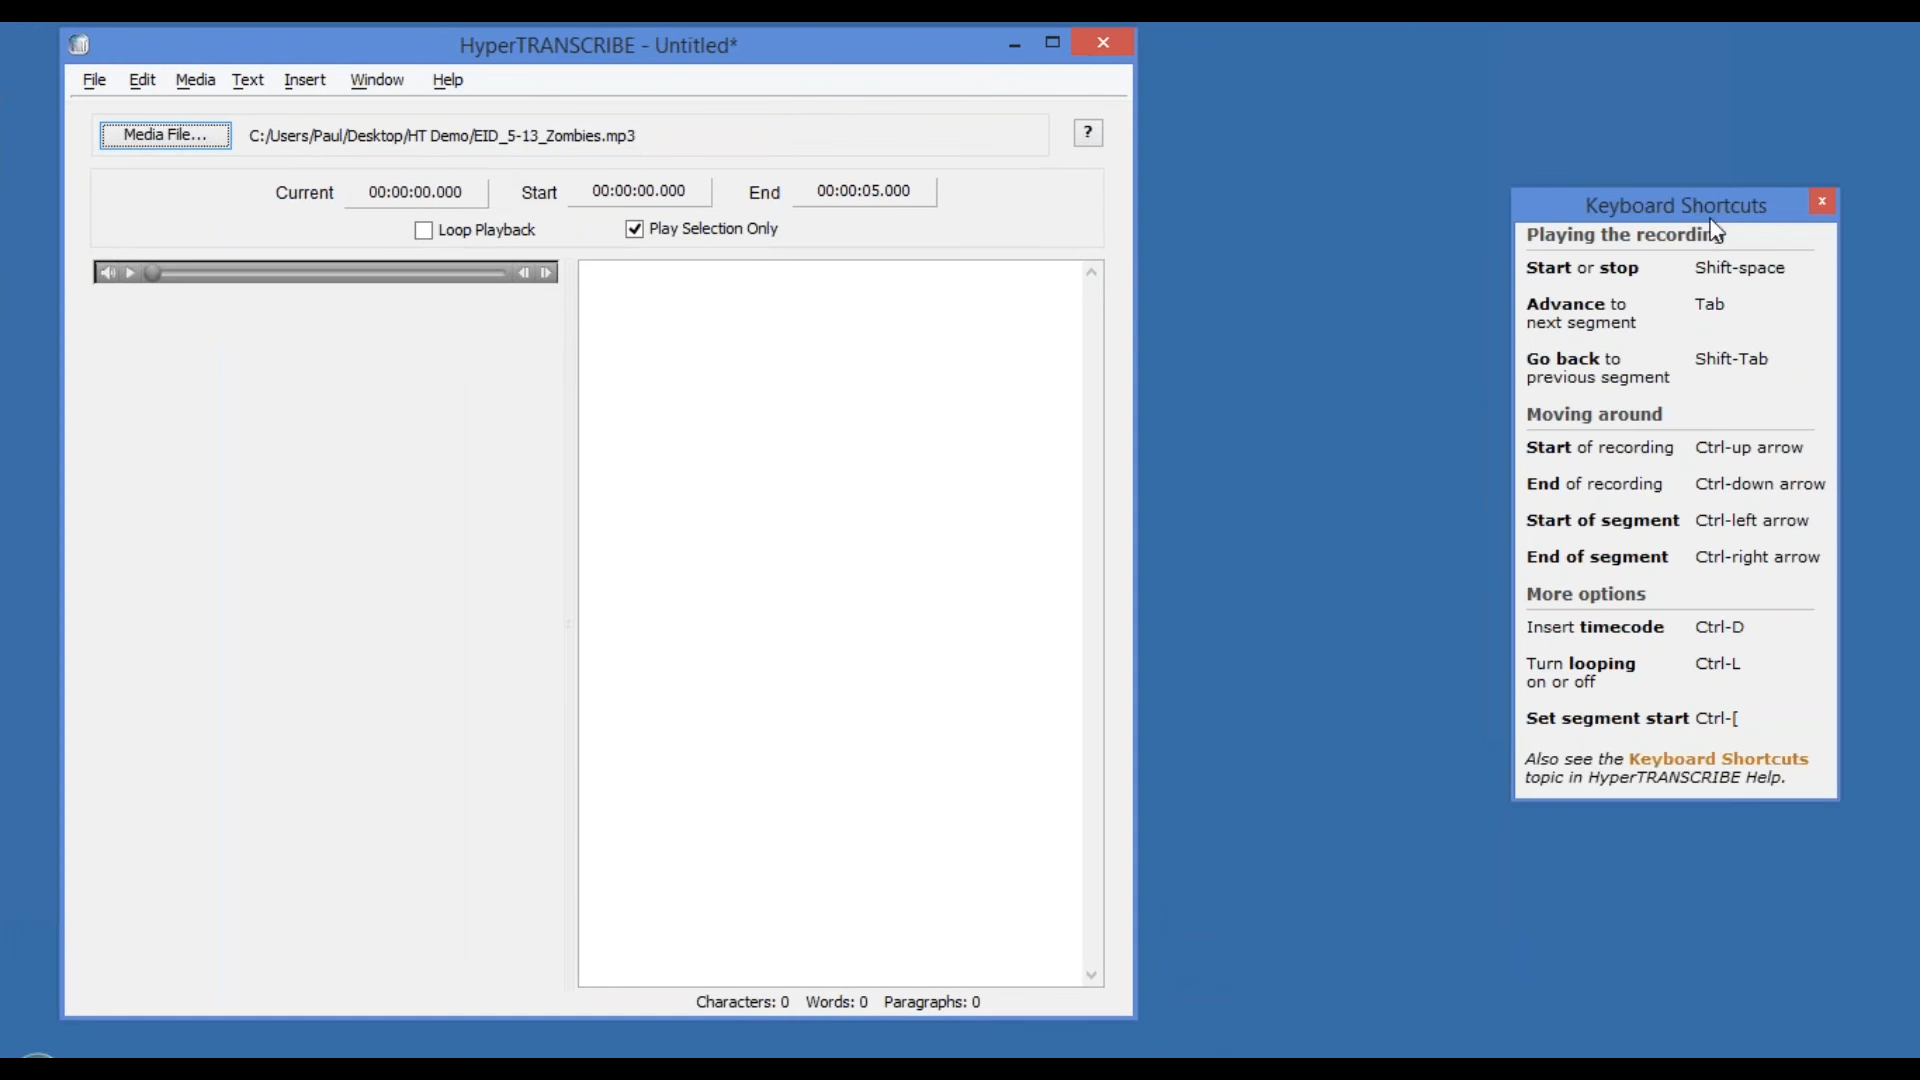 HyperTRANSCRIBE - Untitled*
File Edit Media Text Insert Window Help
Media File... C:/Users/Paul/Desktop/HT Demo/EID_5-13_Zombies.mp3 ?
Current 00:00:00.000 Start 00:00:00.000 End 00:00:05.000
Loop Playback Play Selection Only
Characters: 0 Words: 0 Paragraphs: 0
Keyboard Shortcuts x
Playing the recording
Start or stop Shift-space
Advance to Tab
next segment
Go back to Shift-Tab
previous segment
Moving around
Start of recording Ctrl-up arrow
End of recording Ctrl-down arrow
Start of segment Ctrl-left arrow
End of segment Ctrl-right arrow
More options
Insert timecode Ctrl-D
Turn looping Ctrl-L
on or off
Set segment start Ctrl-[
Also see the Keyboard Shortcuts
topic in HyperTRANSCRIBE Help.